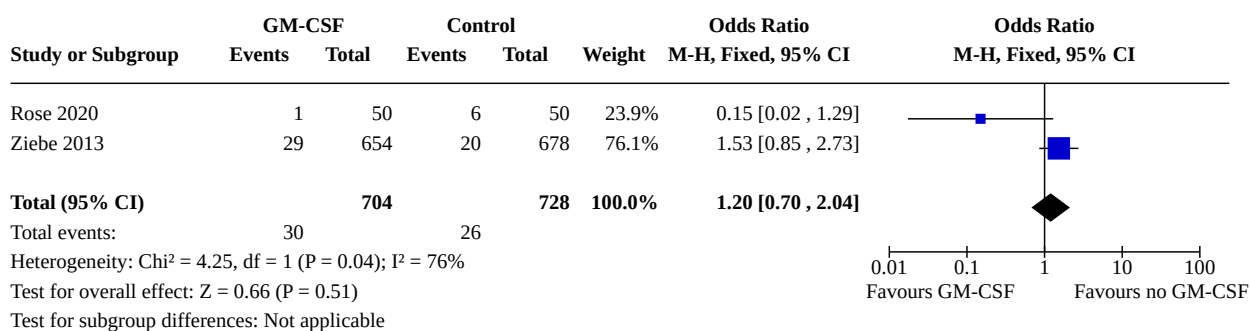 GM-CSF Control Odds Ratio Odds Ratio
Study or Subgroup Events Total Events Total Weight M-H, Fixed, 95% CI M-H, Fixed, 95% CI
Rose 2020 1 50 6 50 23.9% 0.15 [0.02 , 1.29]
Ziebe 2013 29 654 20 678 76.1% 1.53 [0.85 , 2.73]
Total (95% CI) 704 728 100.0% 1.20 [0.70 , 2.04]
Total events: 30 26
Heterogeneity: Chi² = 4.25, df = 1 (P = 0.04); I² = 76%
0.01 0.1 1 10 100
Test for overall effect: Z = 0.66 (P = 0.51) Favours GM-CSF Favours no GM-CSF
Test for subgroup differences: Not applicable